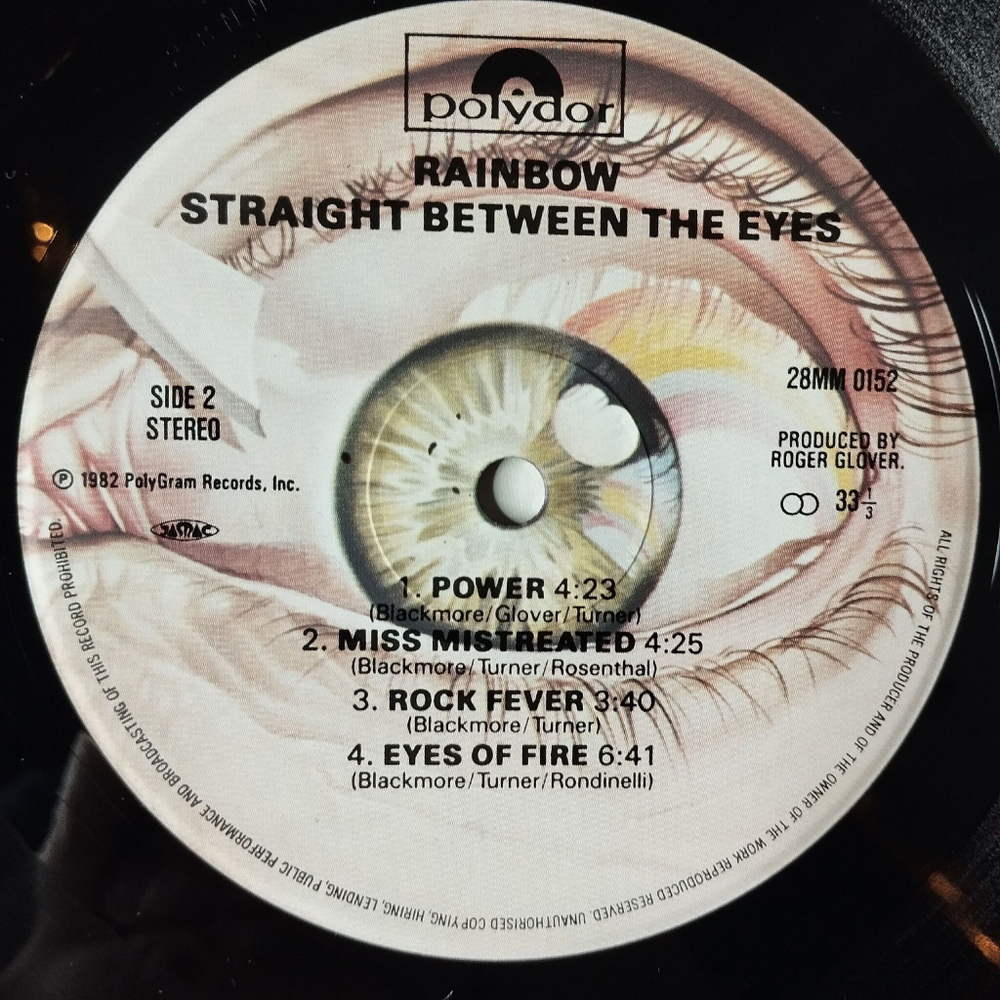 polydor
RAINBOW
STRAIGHT BETWEEN THE EYES
SIDE 2
STEREO
℗ 1982 PolyGram Records, Inc.
JASRAC
28MM 0152
PRODUCED BY
ROGER GLOVER.
33⅓
1. POWER 4:23
(Blackmore/Glover/Turner)
2. MISS MISTREATED 4:25
(Blackmore/Turner/Rosenthal)
3. ROCK FEVER 3:40
(Blackmore/Turner)
4. EYES OF FIRE 6:41
(Blackmore/Turner/Rondinelli)
ALL RIGHTS OF THE PRODUCER AND OF THE OWNER OF THE WORK REPRODUCED RESERVED. UNAUTHORISED COPYING, HIRING, LENDING, PUBLIC PERFORMANCE AND BROADCASTING OF THIS RECORD PROHIBITED.